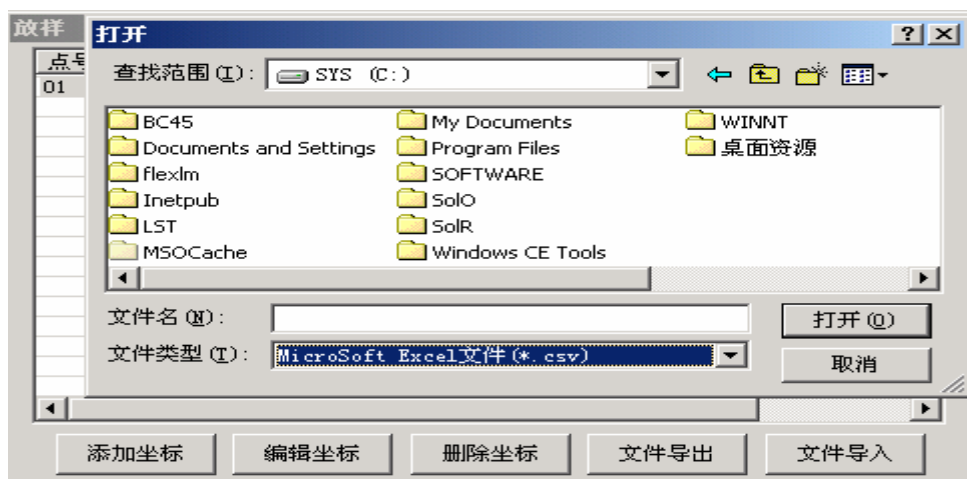 放样
打开
点号
01
查找范围(I): SYS (C:)
BC45 My Documents WINNT
Documents and Settings Program Files 桌面资源
flexlm SOFTWARE
Inetpub SolO
LST SolR
MSOCache Windows CE Tools
文件名(N): 打开(O)
文件类型(T): MicroSoft Excel文件(*.csv) 取消
添加坐标 编辑坐标 删除坐标 文件导出 文件导入